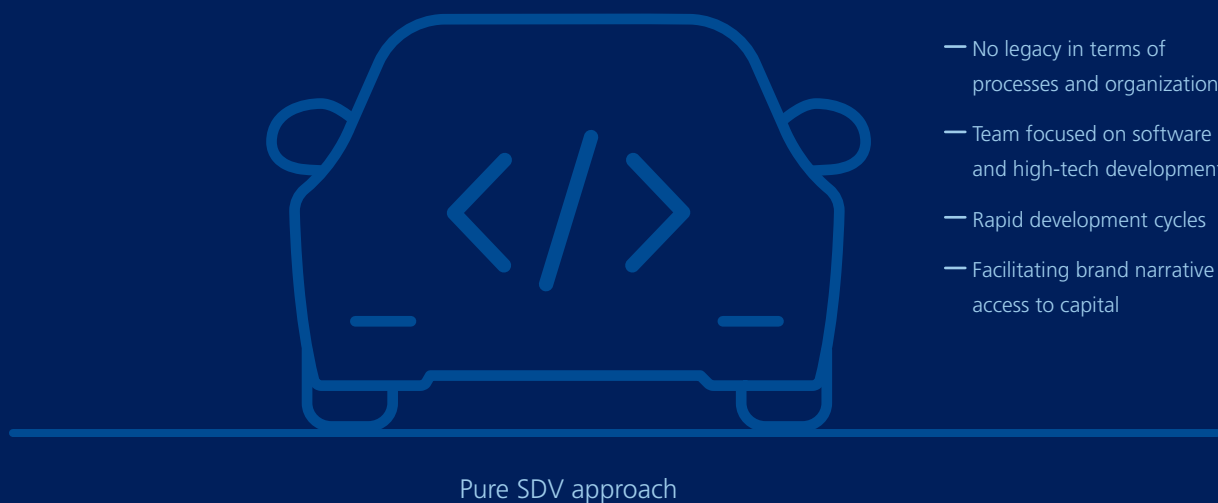 — No legacy in terms of
processes and organization
— Team focused on software
and high-tech development
— Rapid development cycles
— Facilitating brand narrative
access to capital
</>
Pure SDV approach